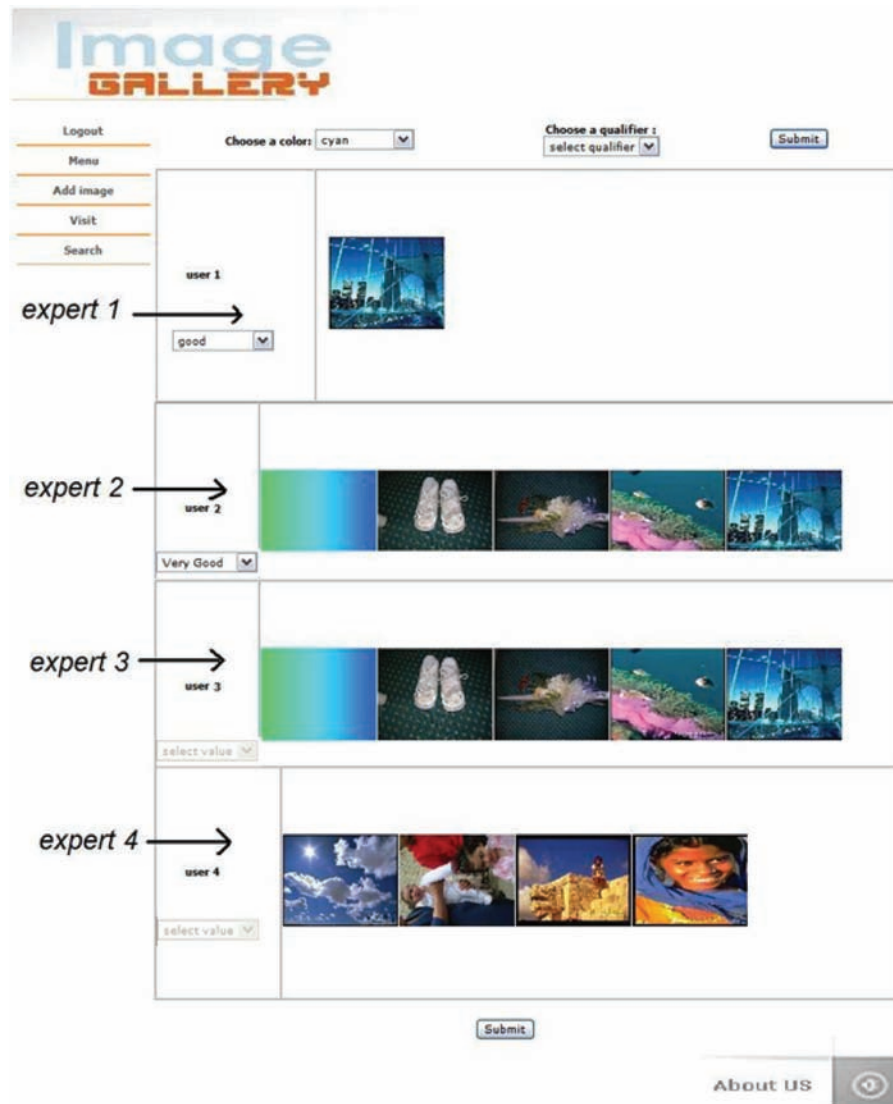 Image
GALLERY
Logout
Menu
Add image
Visit
Search
Choose a color: cyan
Choose a qualifier :
select qualifier
Submit
user 1
expert 1
good
expert 2
user 2
Very Good
expert 3
user 3
select value
expert 4
user 4
select value
Submit
About US